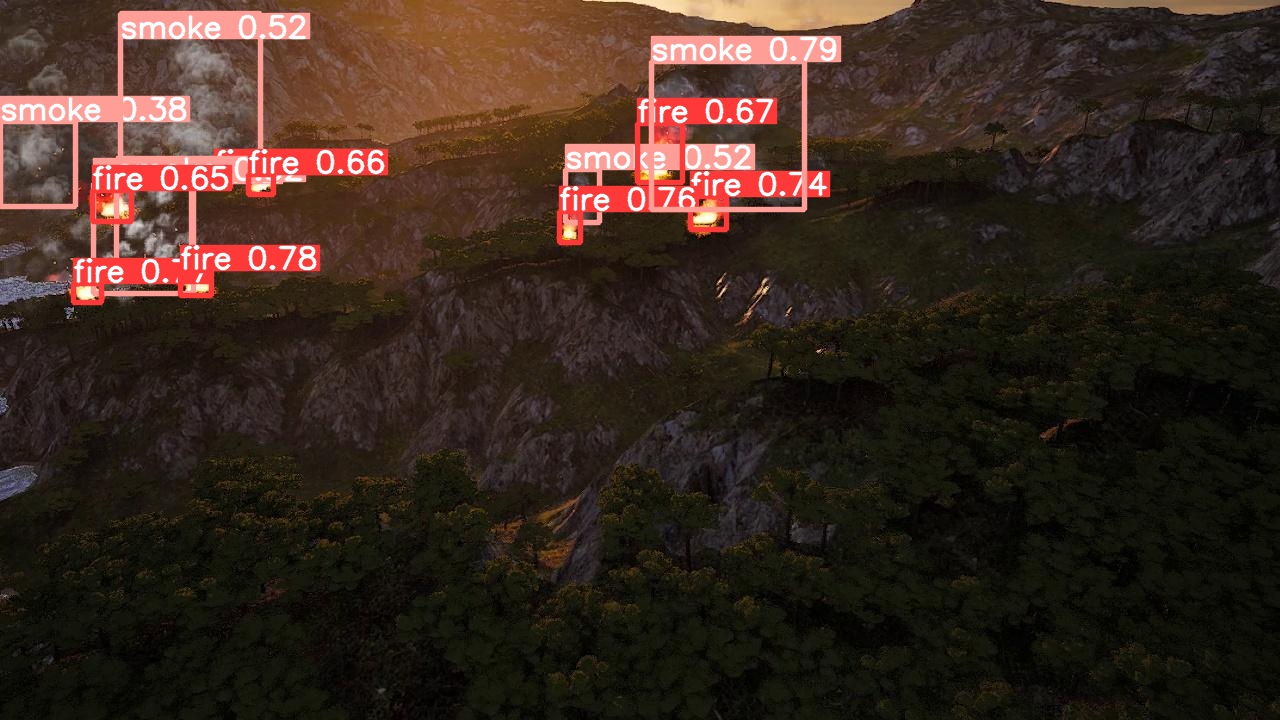 smoke 0.52
smoke 0.79
smoke 0.38
fire 0.67
smoke 0.52
fire 0.66
fire 0.65
fire 0.74
fire 0.76
fire 0.78
fire